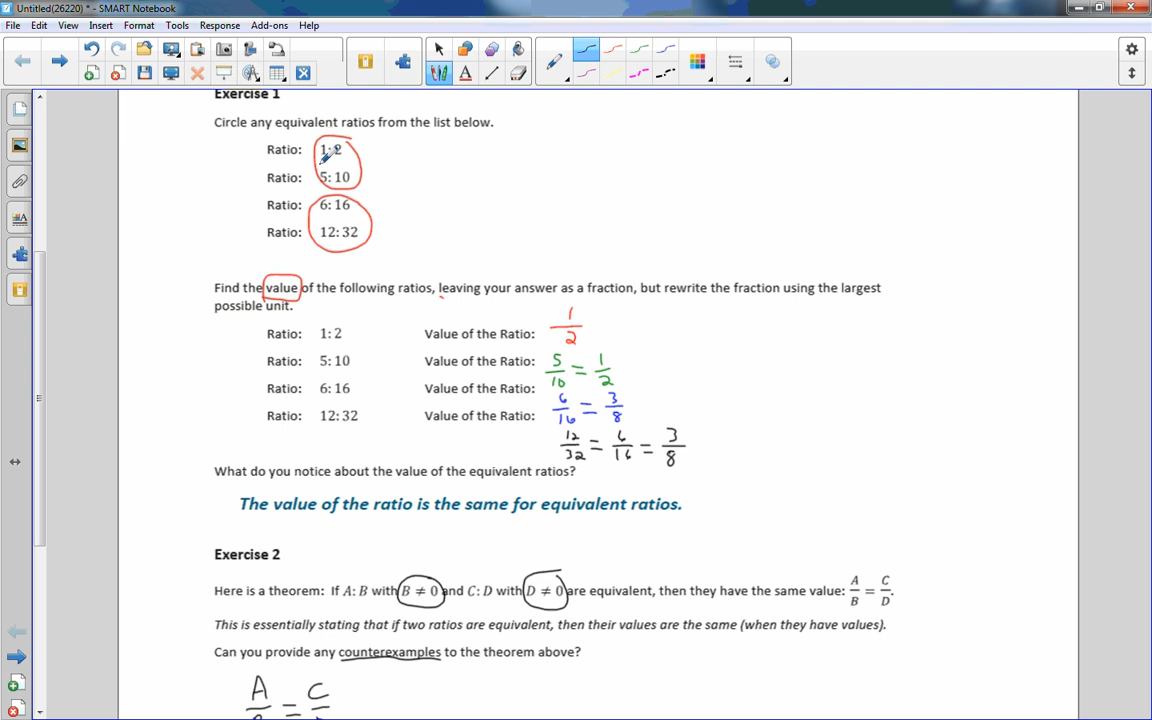 Untitled(26220) * - SMART Notebook
File Edit View Insert Format Tools Response Add-ons Help
Exercise 1
Circle any equivalent ratios from the list below.
Ratio: 1: 2
Ratio: 5: 10
Ratio: 6: 16
Ratio: 12: 32
Find the value of the following ratios, leaving your answer as a fraction, but rewrite the fraction using the largest
possible unit.
Ratio: 1: 2 Value of the Ratio: 1/2
Ratio: 5: 10 Value of the Ratio: 5/10 = 1/2
Ratio: 6: 16 Value of the Ratio: 6/16 = 3/8
Ratio: 12: 32 Value of the Ratio: 12/32 = 6/16 = 3/8
What do you notice about the value of the equivalent ratios?
The value of the ratio is the same for equivalent ratios.
Exercise 2
Here is a theorem: If A: B with B ≠ 0 and C: D with D ≠ 0 are equivalent, then they have the same value: A/B = C/D.
This is essentially stating that if two ratios are equivalent, then their values are the same (when they have values).
Can you provide any counterexamples to the theorem above?
A = C